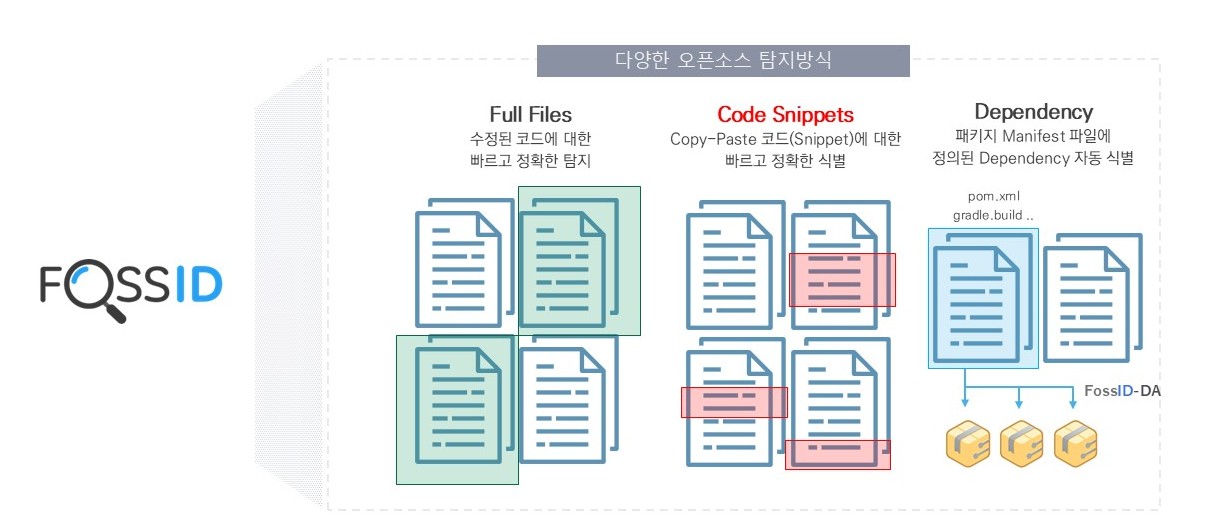 다양한 오픈소스 탐지방식
Full Files
수정된 코드에 대한
빠르고 정확한 탐지
Code Snippets
Copy-Paste 코드(Snippet)에 대한
빠르고 정확한 식별
Dependency
패키지 Manifest 파일에
정의된 Dependency 자동 식별
pom.xml
gradle.build ..
FOSSID
FossID-DA